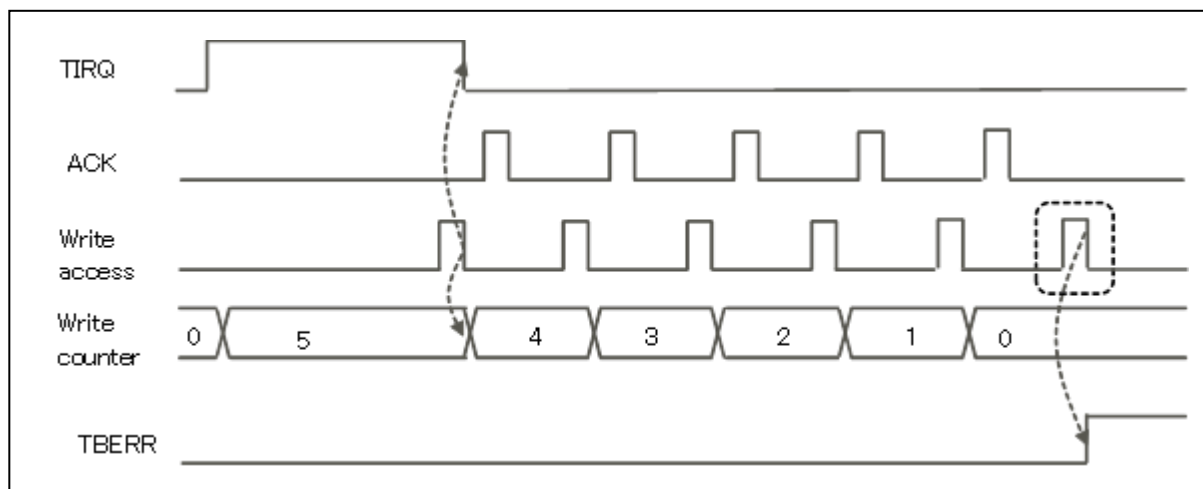 TIRQ
ACK
Write
access
Write
counter
0 5 4 3 2 1 0
TBERR